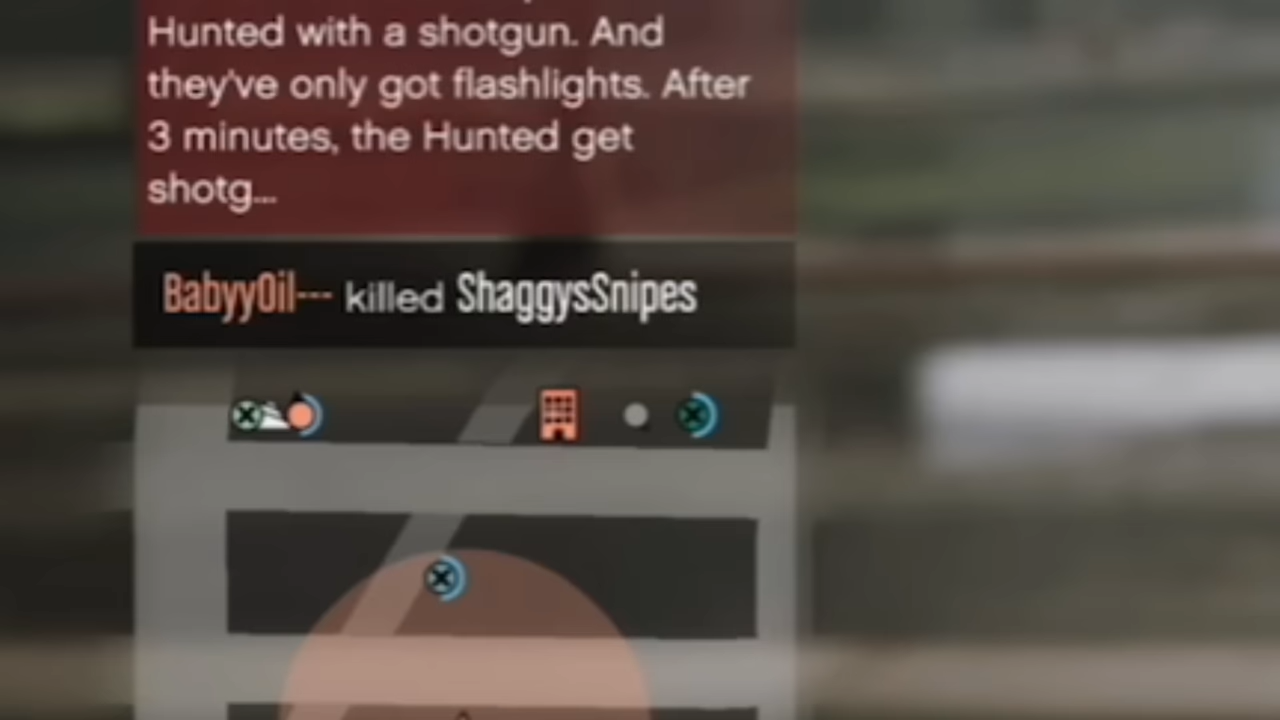 Hunted with a shotgun. And
they've only got flashlights. After
3 minutes, the Hunted get
shotg...
BabyyOil--- killed ShaggysSnipes